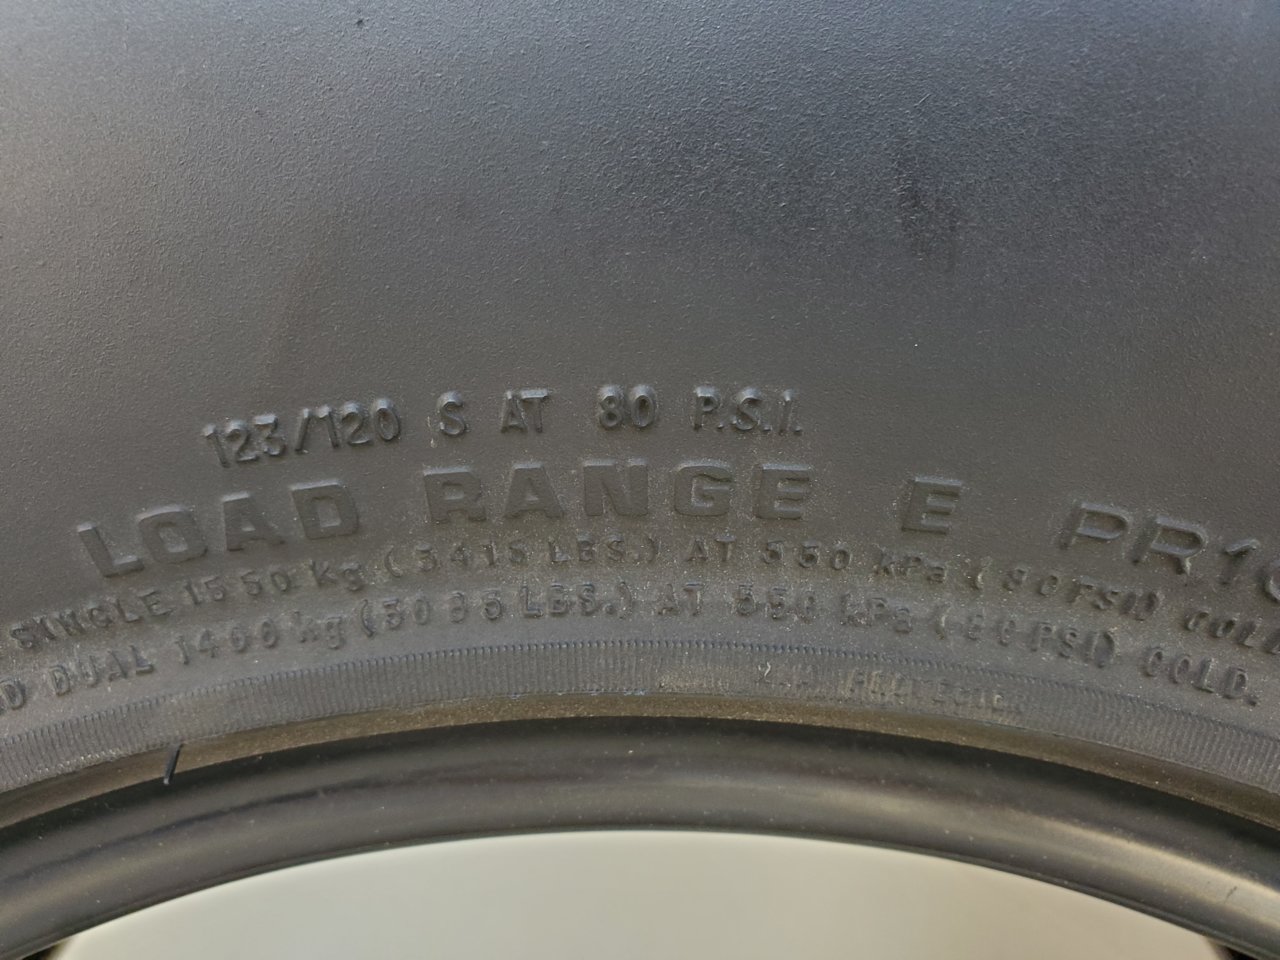 123/120 S AT 80 P.S.I.
LOAD RANGE E PR10
SINGLE 1550 kg (3415 LBS.) AT 550 kPa (80 PSI) COLD
DUAL 1400 kg (3085 LBS.) AT 550 kPa (80 PSI) COLD.